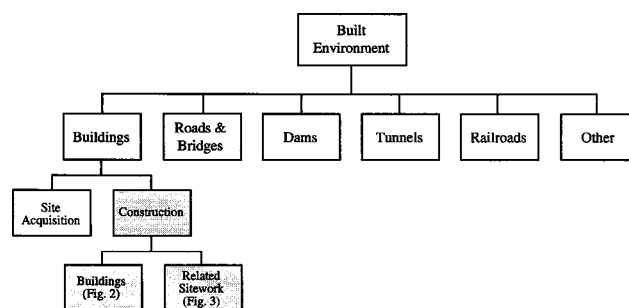 Built
Environment
Buildings
Roads &
Bridges
Dams
Tunnels
Railroads
Other
Site
Acquisition
Construction
Buildings
(Fig. 2)
Related
Sitework
(Fig. 3)